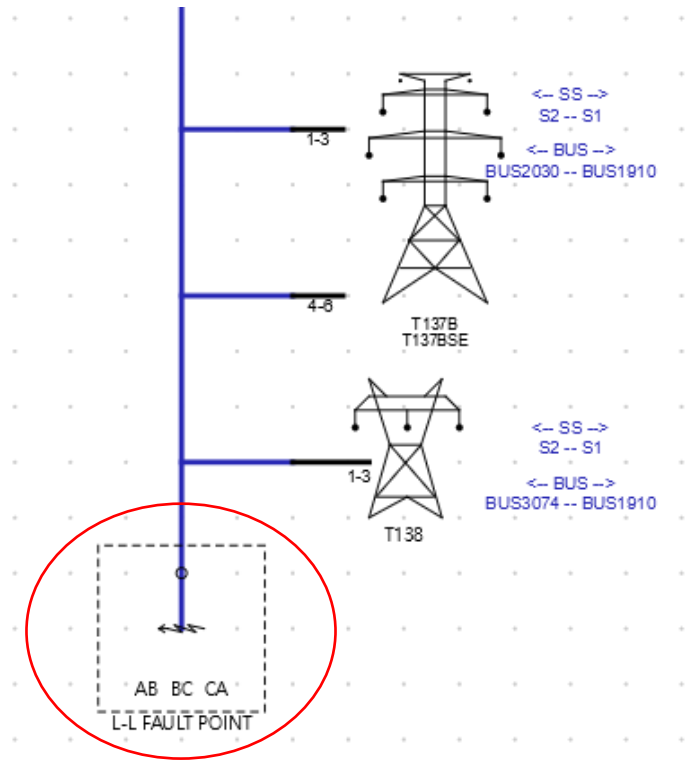 <-- SS -->
S2 -- S1
1-3
<-- BUS -->
BUS2030 -- BUS1910
4-6
T137B
T137BSE
<-- SS -->
S2 -- S1
1-3
<-- BUS -->
BUS3074 -- BUS1910
T138
AB BC CA
L-L FAULT POINT